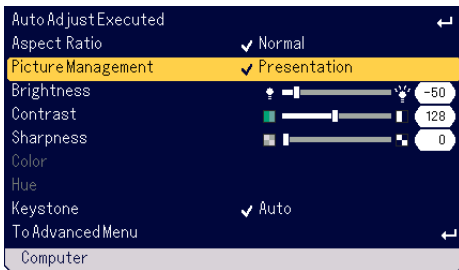 Auto Adjust Executed
Aspect Ratio Normal
Picture Management Presentation
Brightness -50
Contrast 128
Sharpness 0
Color
Hue
Keystone Auto
To Advanced Menu
Computer